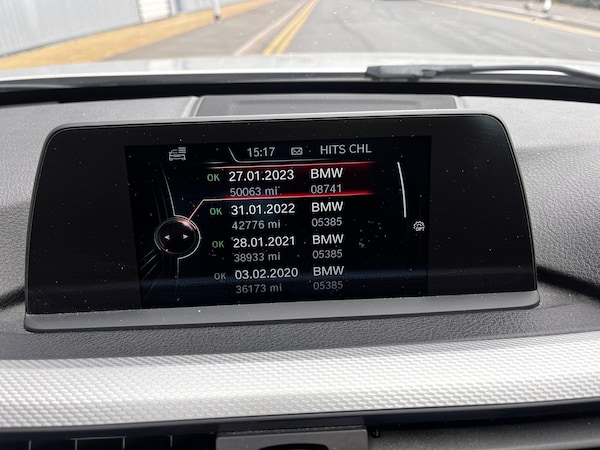 15:17 HITS CHL
OK 27.01.2023 BMW
50063 mi 08741
OK 31.01.2022 BMW
42776 mi 05385
OK 28.01.2021 BMW
38933 mi 05385
OPT
OK 03.02.2020 BMW
36173 mi 05385